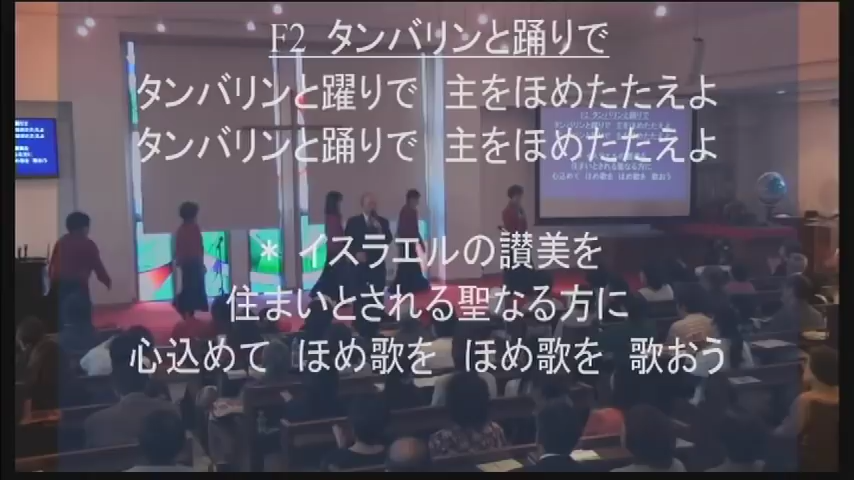 F2 タンバリンと踊りで
タンバリンと躍りで 主をほめたたえよ
タンバリンと踊りで 主をほめたたえよ
* イスラエルの讃美を
住まいとされる聖なる方に
心込めて ほめ歌を ほめ歌を 歌おう